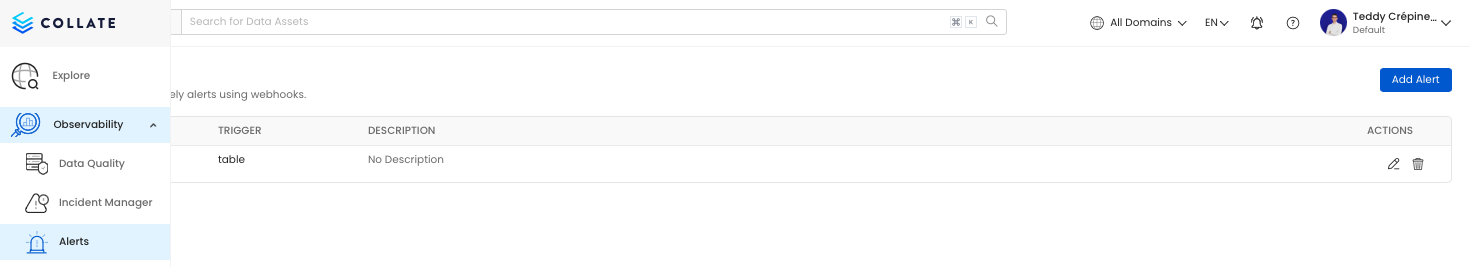 COLLATE
Search for Data Assets
⌘ K
All Domains
EN
Teddy Crépine...
Default
Explore
Add Alert
ely alerts using webhooks.
Observability
TRIGGER DESCRIPTION ACTIONS
table No Description
Data Quality
Incident Manager
Alerts